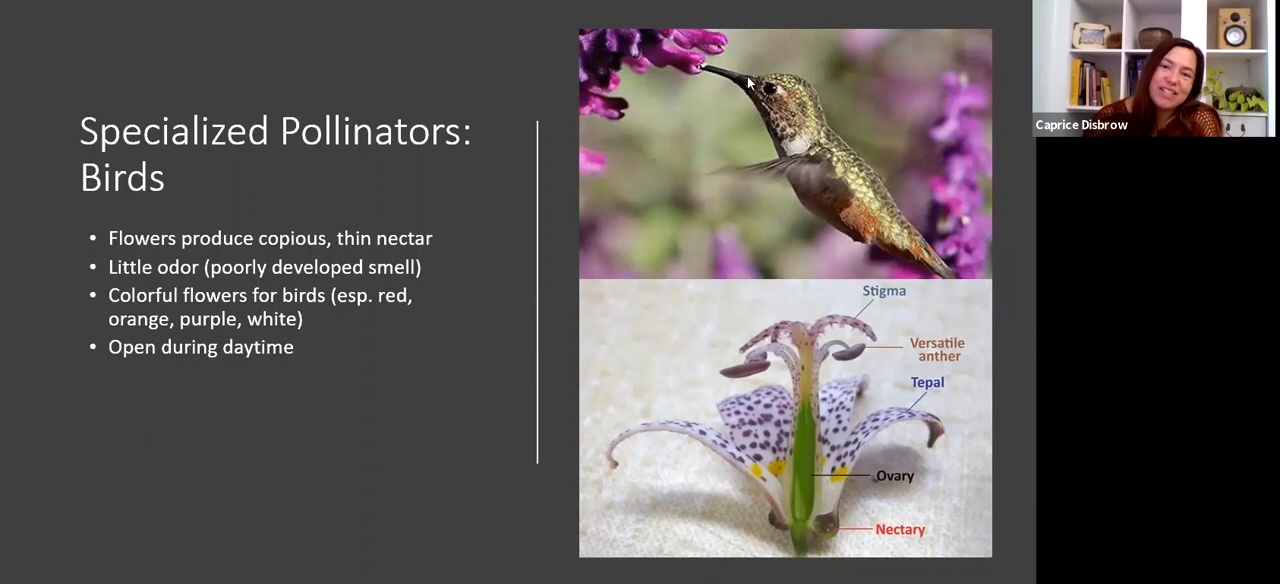 Specialized Pollinators:
Birds
• Flowers produce copious, thin nectar
• Little odor (poorly developed smell)
• Colorful flowers for birds (esp. red,
orange, purple, white)
• Open during daytime
Stigma
Versatile
anther
Tepal
Ovary
Nectary
Caprice Disbrow